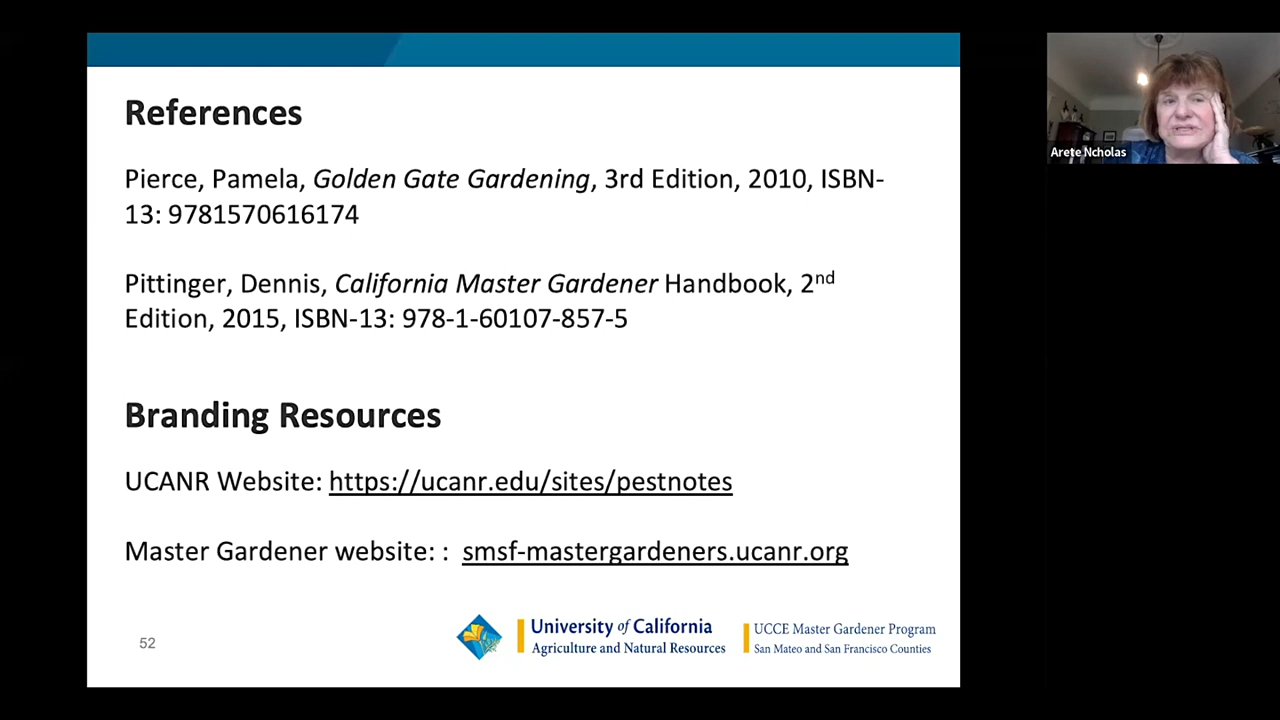 References
Pierce, Pamela, Golden Gate Gardening, 3rd Edition, 2010, ISBN-
13: 9781570616174
Pittinger, Dennis, California Master Gardener Handbook, 2nd
Edition, 2015, ISBN-13: 978-1-60107-857-5
Branding Resources
UCANR Website: https://ucanr.edu/sites/pestnotes
Master Gardener website: : smsf-mastergardeners.ucanr.org
52
University of California
Agriculture and Natural Resources
UCCE Master Gardener Program
San Mateo and San Francisco Counties
Arete Ncholas